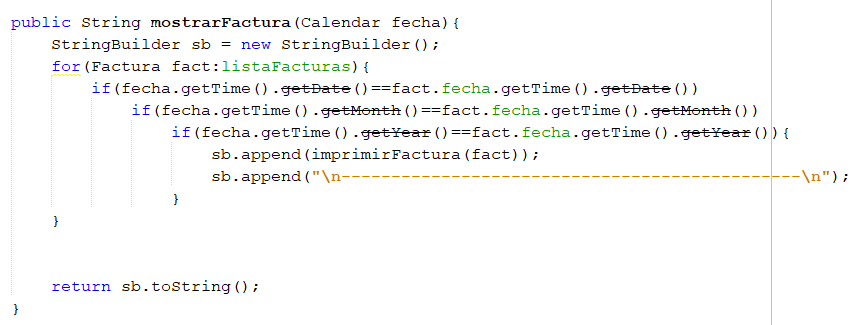 public String mostrarFactura(Calendar fecha){
    StringBuilder sb = new StringBuilder();
    for(Factura fact:listaFacturas){
        if(fecha.getTime().getDate()==fact.fecha.getTime().getDate())
            if(fecha.getTime().getMonth()==fact.fecha.getTime().getMonth())
                if(fecha.getTime().getYear()==fact.fecha.getTime().getYear()){
                    sb.append(imprimirFactura(fact));
                    sb.append("\n----------------------------------------------\n");
                }
    }
    return sb.toString();
}